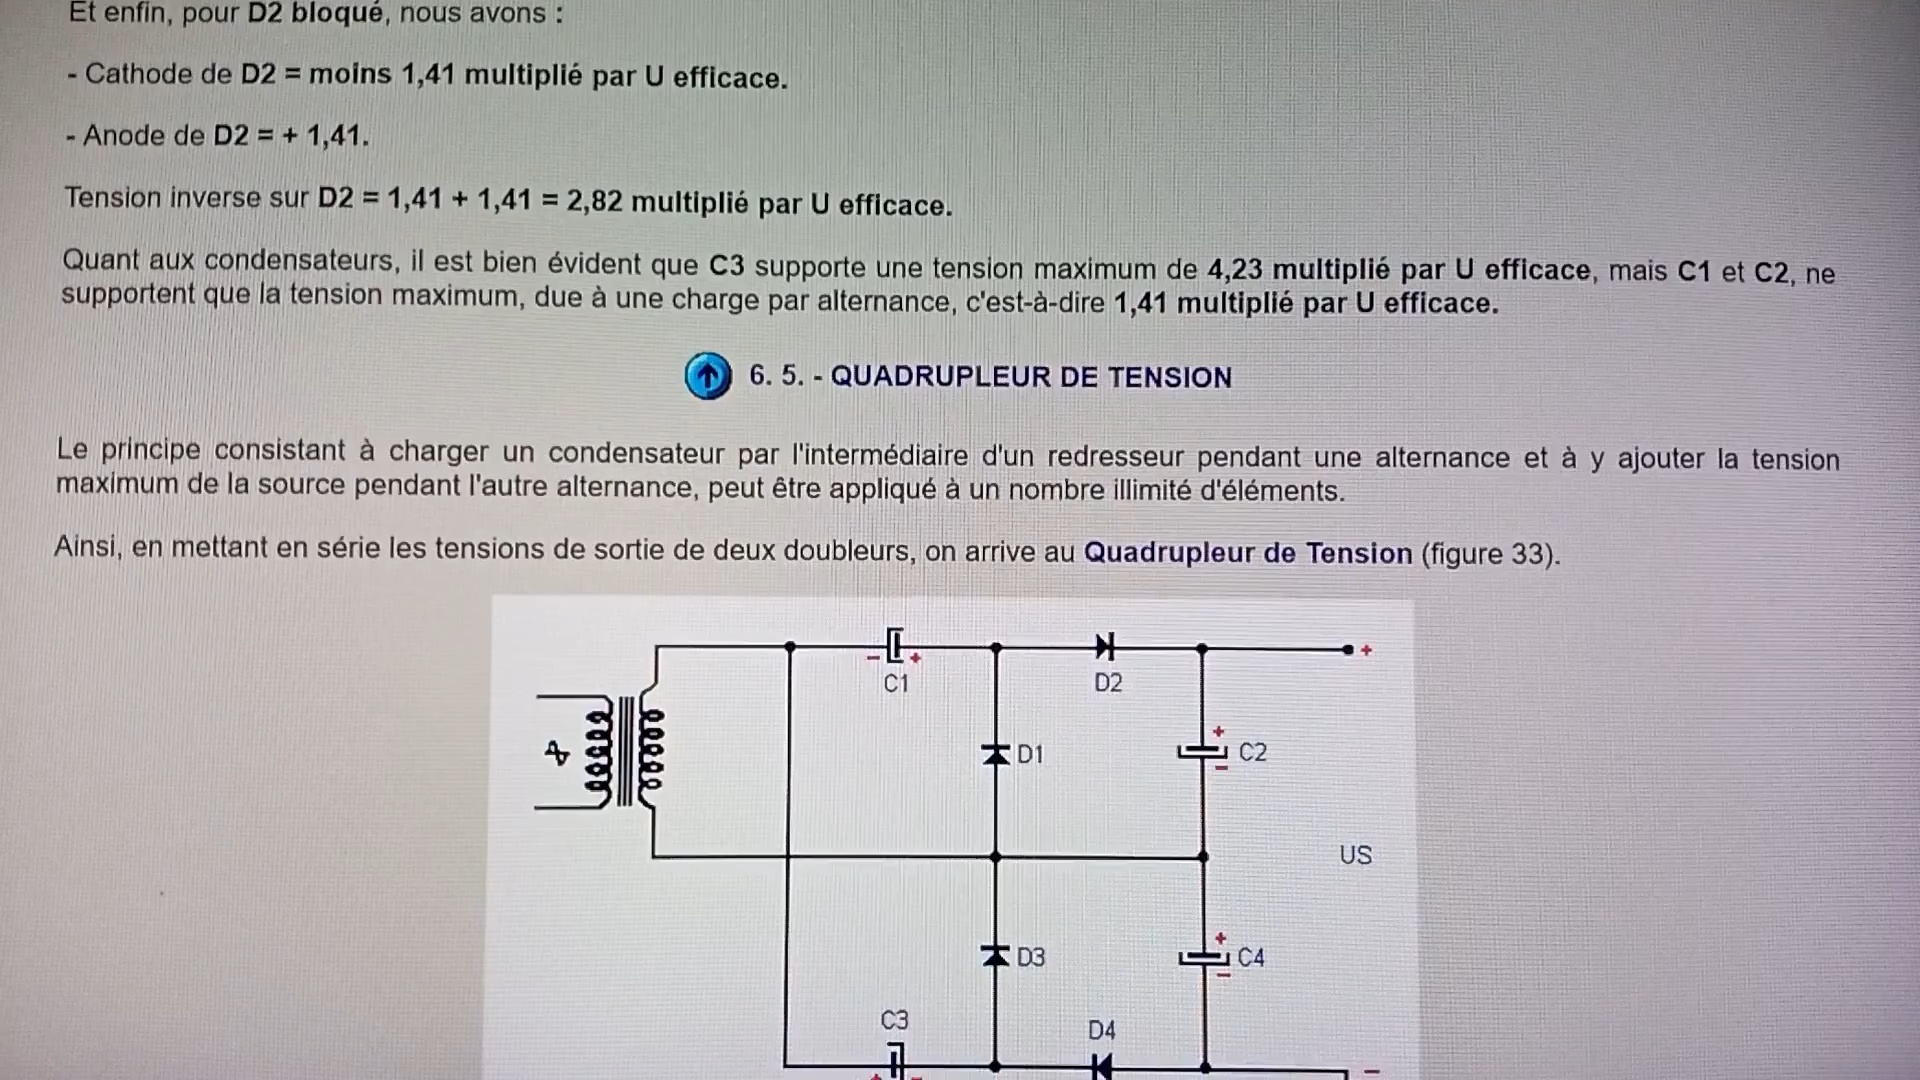 Et enfin, pour D2 bloqué, nous avons :
- Cathode de D2 = moins 1,41 multiplié par U efficace.
- Anode de D2 = + 1,41.
Tension inverse sur D2 = 1,41 + 1,41 = 2,82 multiplié par U efficace.
Quant aux condensateurs, il est bien évident que C3 supporte une tension maximum de 4,23 multiplié par U efficace, mais C1 et C2, ne
supportent que la tension maximum, due à une charge par alternance, c'est-à-dire 1,41 multiplié par U efficace.
6. 5. - QUADRUPLEUR DE TENSION
Le principe consistant à charger un condensateur par l'intermédiaire d'un redresseur pendant une alternance et à y ajouter la tension
maximum de la source pendant l'autre alternance, peut être appliqué à un nombre illimité d'éléments.
Ainsi, en mettant en série les tensions de sortie de deux doubleurs, on arrive au Quadrupleur de Tension (figure 33).
- + +
C1 D2
+
D1 C2
-
US
+
D3 C4
-
C3 D4
+ - -